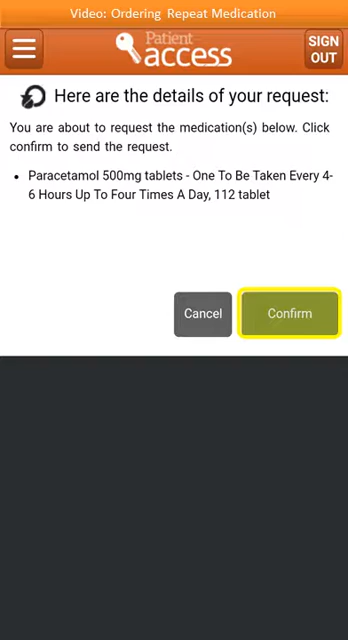 Video: Ordering Repeat Medication
Patient
access
SIGN
OUT
Here are the details of your request:
You are about to request the medication(s) below. Click
confirm to send the request.
• Paracetamol 500mg tablets - One To Be Taken Every 4-
6 Hours Up To Four Times A Day, 112 tablet
Cancel
Confirm